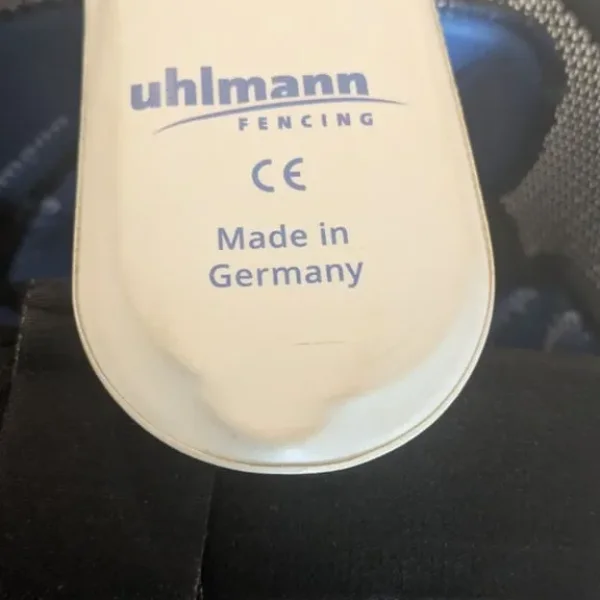 uhlmann
FENCING
CE
Made in
Germany